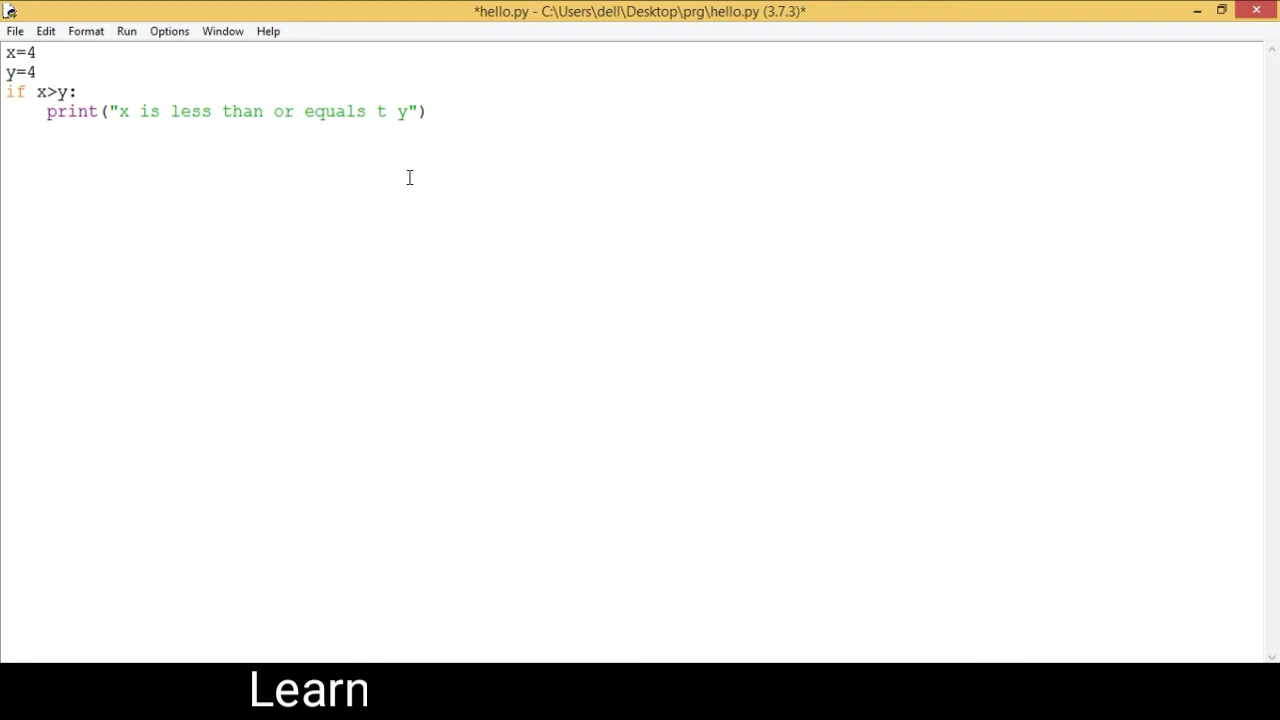 *hello.py - C:\Users\dell\Desktop\prg\hello.py (3.7.3)*
File Edit Format Run Options Window Help
x=4
y=4
if x>y:
    print("x is less than or equals t y")
Learn